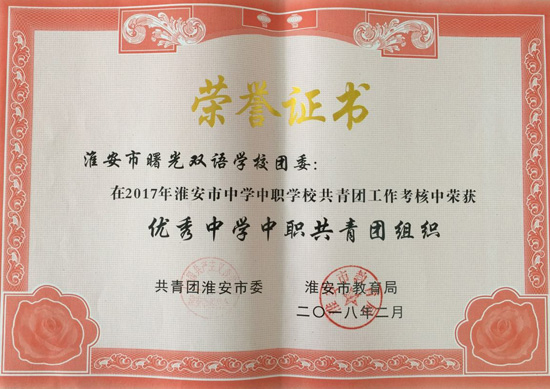 荣誉证书
淮安市曙光双语学校团委：
在2017年淮安市中学中职学校共青团工作考核中荣获
优秀中学中职共青团组织
共青团淮安市委 淮安市教育局
二〇一八年二月